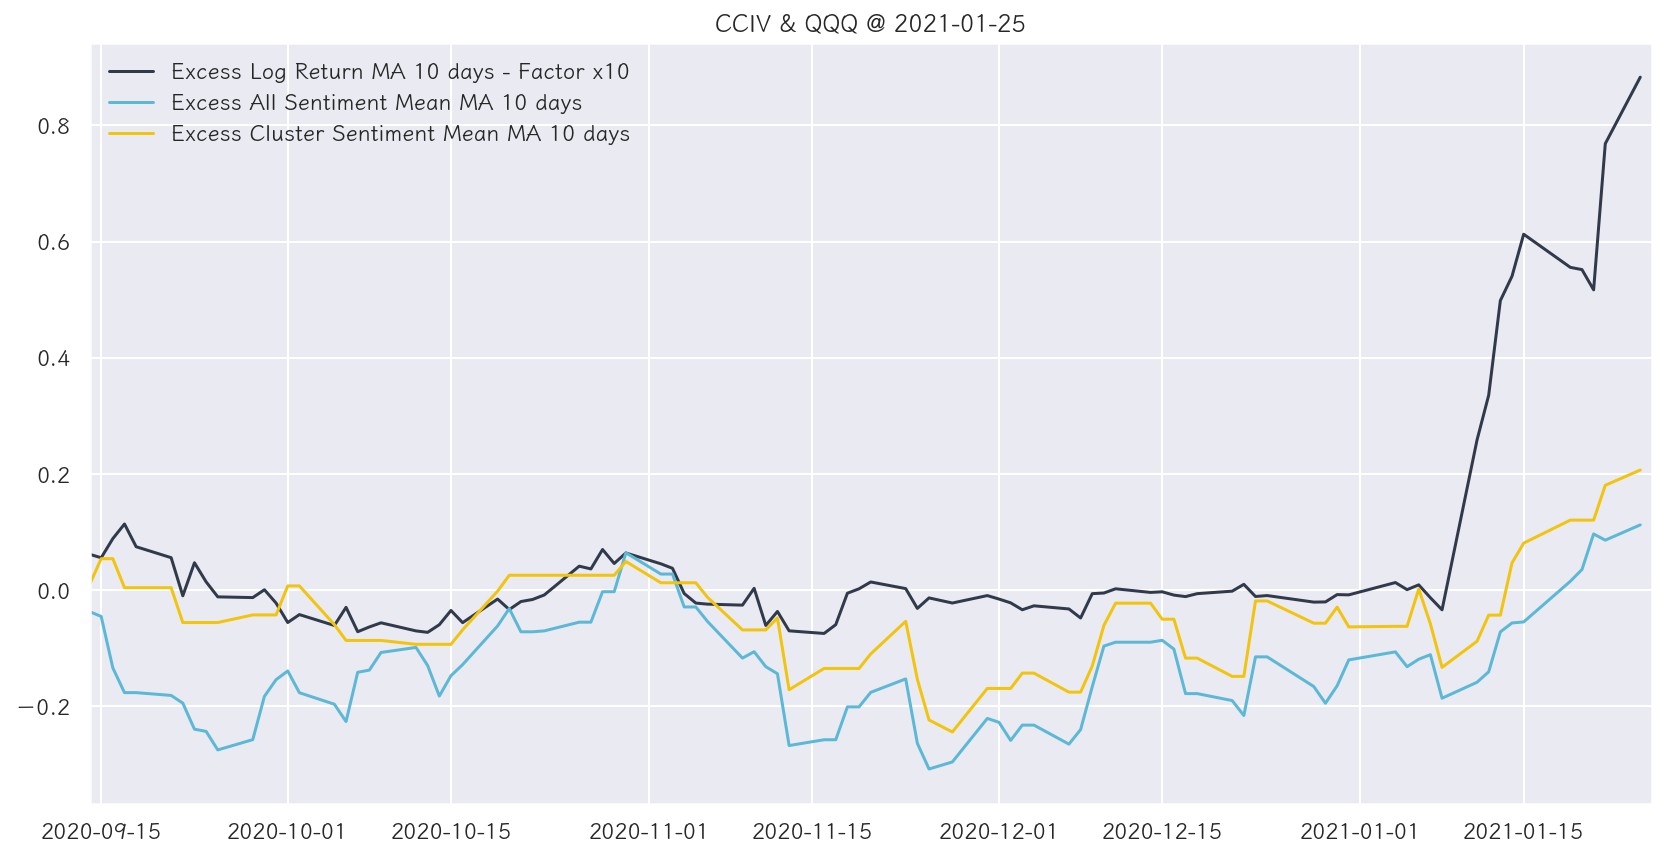 CCIV & QQQ @ 2021-01-25
Excess Log Return MA 10 days - Factor x10
Excess All Sentiment Mean MA 10 days
Excess Cluster Sentiment Mean MA 10 days
0.8
0.6
0.4
0.2
0.0
−0.2
2020-09-15 2020-10-01 2020-10-15 2020-11-01 2020-11-15 2020-12-01 2020-12-15 2021-01-01 2021-01-15